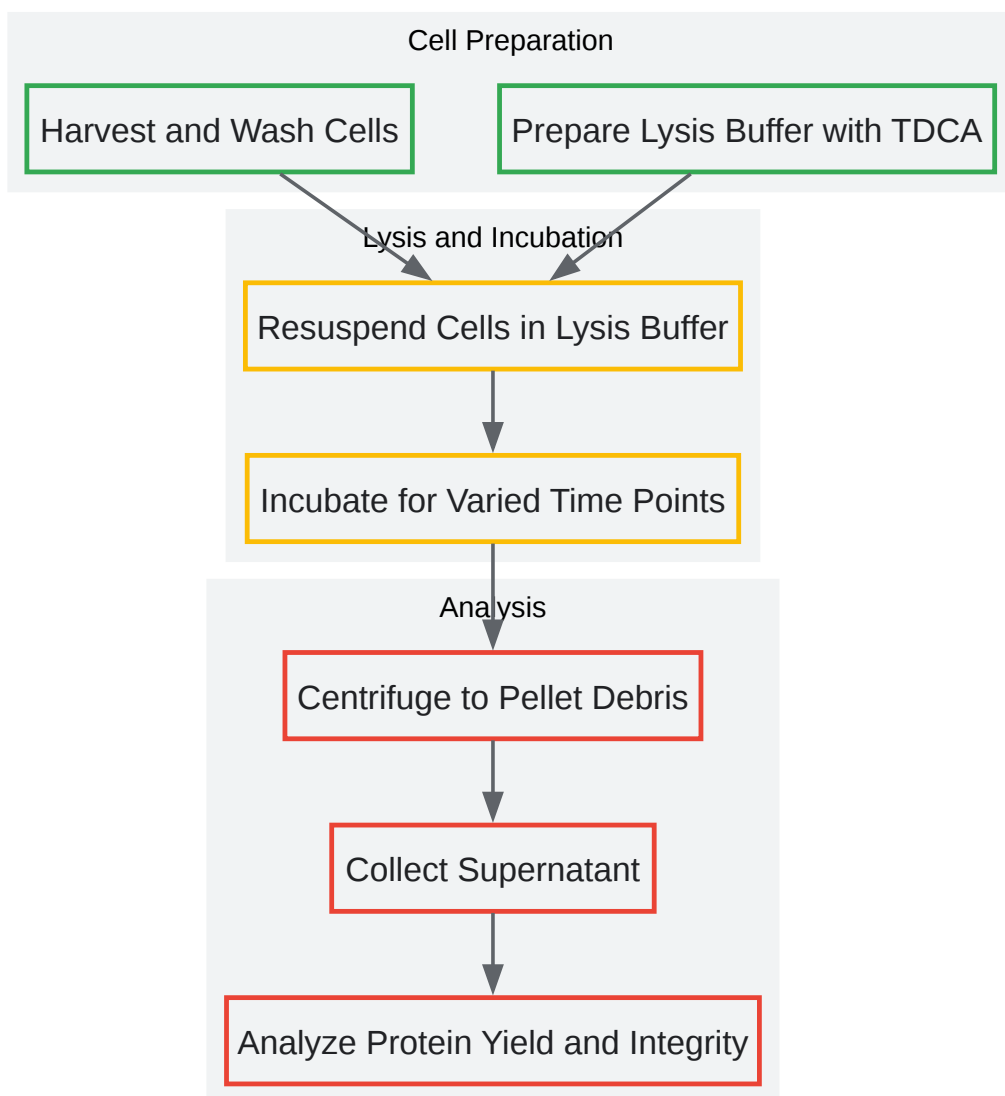 Cell Preparation
Harvest and Wash Cells
Prepare Lysis Buffer with TDCA
Lysis and Incubation
Resuspend Cells in Lysis Buffer
Incubate for Varied Time Points
Analysis
Centrifuge to Pellet Debris
Collect Supernatant
Analyze Protein Yield and Integrity